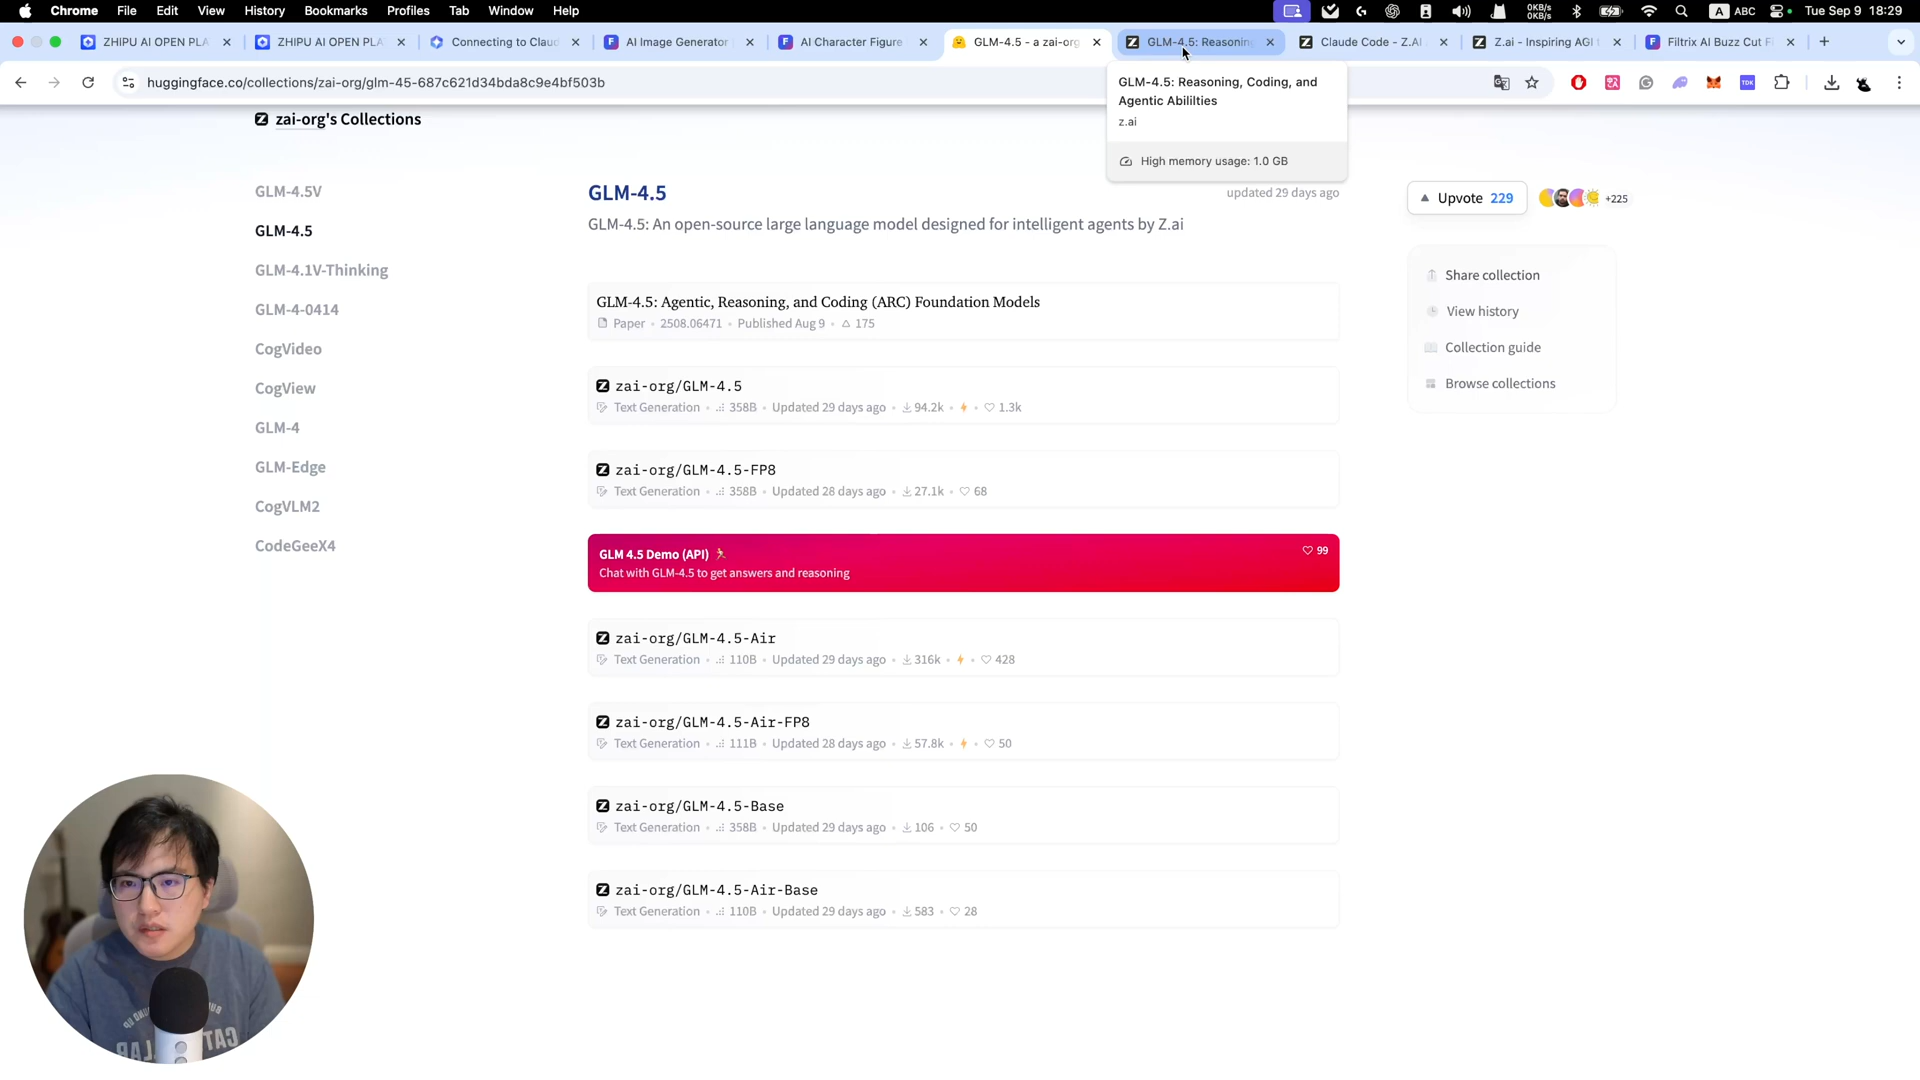 Chrome File Edit View History Bookmarks Profiles Tab Window Help 0KB/s 0KB/s A ABC Tue Sep 9 18:29
ZHIPU AI OPEN PLA ZHIPU AI OPEN PLA Connecting to Claud AI Image Generator AI Character Figure GLM-4.5 - a zai-org GLM-4.5: Reasoning Claude Code - Z.AI Z.ai - Inspiring AGI t Filtrix AI Buzz Cut F
huggingface.co/collections/zai-org/glm-45-687c621d34bda8c9e4bf503b
GLM-4.5: Reasoning, Coding, and
Agentic Abililties
z.ai
High memory usage: 1.0 GB
zai-org's Collections
GLM-4.5V
GLM-4.5
GLM-4.1V-Thinking
GLM-4-0414
CogVideo
CogView
GLM-4
GLM-Edge
CogVLM2
CodeGeeX4
GLM-4.5
updated 29 days ago
GLM-4.5: An open-source large language model designed for intelligent agents by Z.ai
GLM-4.5: Agentic, Reasoning, and Coding (ARC) Foundation Models
Paper • 2508.06471 • Published Aug 9 • 175
zai-org/GLM-4.5
Text Generation • 358B • Updated 29 days ago • 94.2k • 1.3k
zai-org/GLM-4.5-FP8
Text Generation • 358B • Updated 28 days ago • 27.1k • 68
GLM 4.5 Demo (API) 99
Chat with GLM-4.5 to get answers and reasoning
zai-org/GLM-4.5-Air
Text Generation • 110B • Updated 29 days ago • 316k • 428
zai-org/GLM-4.5-Air-FP8
Text Generation • 111B • Updated 28 days ago • 57.8k • 50
zai-org/GLM-4.5-Base
Text Generation • 358B • Updated 29 days ago • 106 • 50
zai-org/GLM-4.5-Air-Base
Text Generation • 110B • Updated 29 days ago • 583 • 28
Upvote 229 +225
Share collection
View history
Collection guide
Browse collections